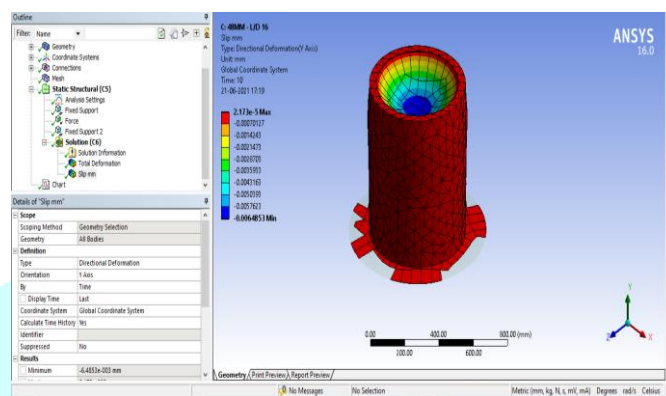 Outline
Filter: Name
Geometry
Coordinate Systems
Connections
Mesh
Static Structural (C5)
Analysis Settings
Fixed Support
Force
Fixed Support 2
Solution (C6)
Solution Information
Total Deformation
Slip mm
Chart
Details of "Slip mm"
Scope
Scoping Method Geometry Selection
Geometry All Bodies
Definition
Type Directional Deformation
Orientation Y Axis
By Time
Display Time Last
Coordinate System Global Coordinate System
Calculate Time History Yes
Identifier
Suppressed No
Results
Minimum -6.4853e-003 mm
C: 48MM - L/D 16
Slip mm
Type: Directional Deformation(Y Axis)
Unit: mm
Global Coordinate System
Time: 10
21-06-2021 17:19
2.173e-5 Max
-0.00070127
-0.0014243
-0.0021473
-0.0028703
-0.0035933
-0.0043163
-0.0050393
-0.0057623
-0.0064853 Min
ANSYS
16.0
0.00 400.00 800.00 (mm)
200.00 600.00
Y
Z X
Geometry Print Preview Report Preview
No Messages No Selection Metric (mm, kg, N, s, mV, mA) Degrees rad/s Celsius